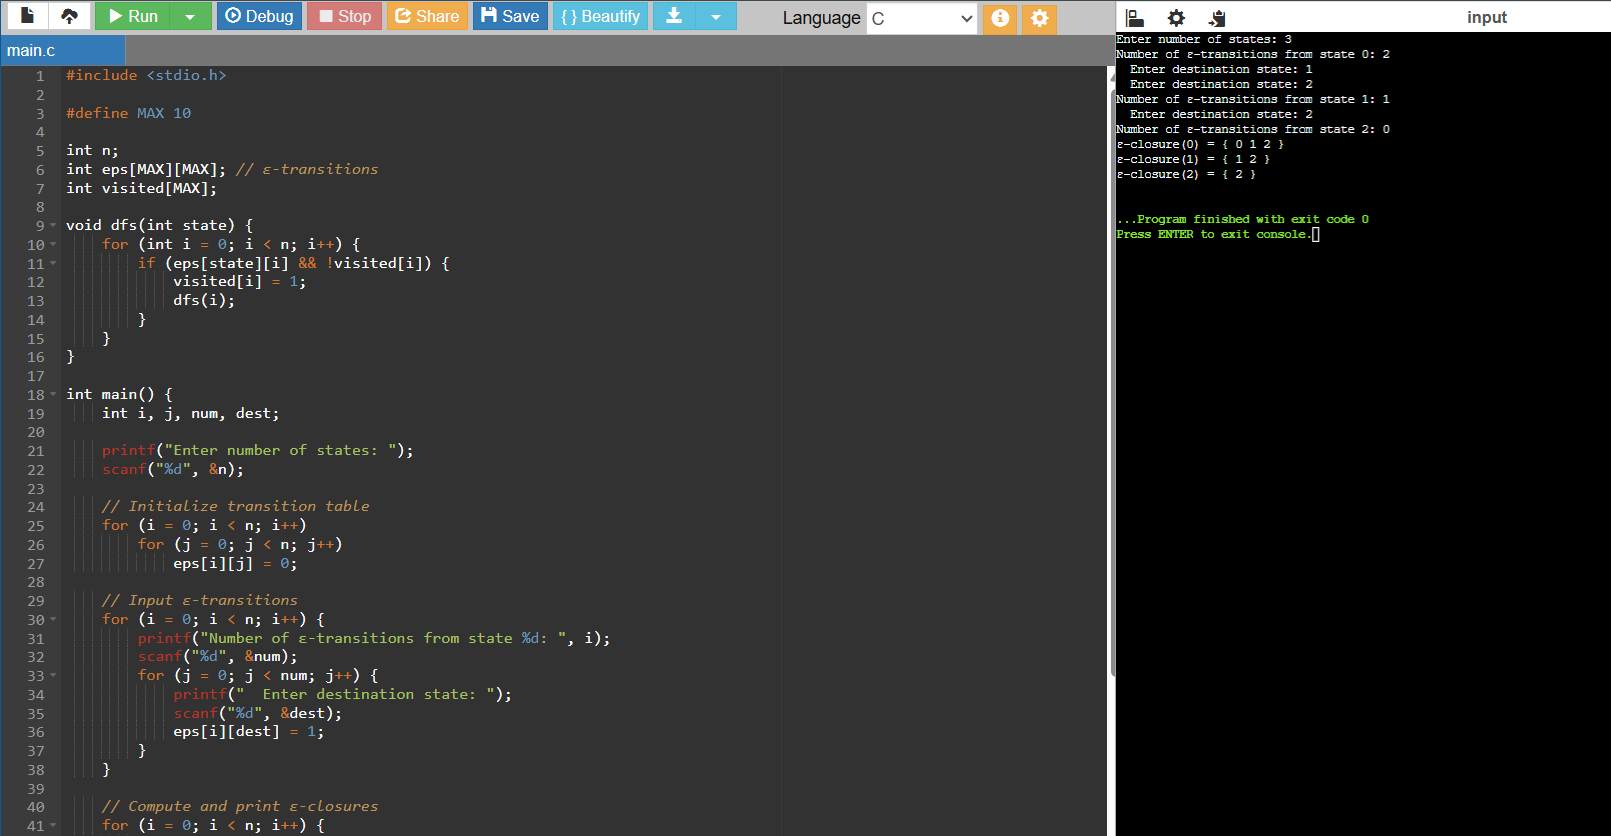 Run Debug Stop Share Save { } Beautify Language C input
main.c
1 #include <stdio.h>
2
3 #define MAX 10
4
5 int n;
6 int eps[MAX][MAX]; // ε-transitions
7 int visited[MAX];
8
9 void dfs(int state) {
10 for (int i = 0; i < n; i++) {
11 if (eps[state][i] && !visited[i]) {
12 visited[i] = 1;
13 dfs(i);
14 }
15 }
16 }
17
18 int main() {
19 int i, j, num, dest;
20
21 printf("Enter number of states: ");
22 scanf("%d", &n);
23
24 // Initialize transition table
25 for (i = 0; i < n; i++)
26 for (j = 0; j < n; j++)
27 eps[i][j] = 0;
28
29 // Input ε-transitions
30 for (i = 0; i < n; i++) {
31 printf("Number of ε-transitions from state %d: ", i);
32 scanf("%d", &num);
33 for (j = 0; j < num; j++) {
34 printf("  Enter destination state: ");
35 scanf("%d", &dest);
36 eps[i][dest] = 1;
37 }
38 }
39
40 // Compute and print ε-closures
41 for (i = 0; i < n; i++) {
Enter number of states: 3
Number of ε-transitions from state 0: 2
Enter destination state: 1
Enter destination state: 2
Number of ε-transitions from state 1: 1
Enter destination state: 2
Number of ε-transitions from state 2: 0
ε-closure(0) = { 0 1 2 }
ε-closure(1) = { 1 2 }
ε-closure(2) = { 2 }
...Program finished with exit code 0
Press ENTER to exit console.